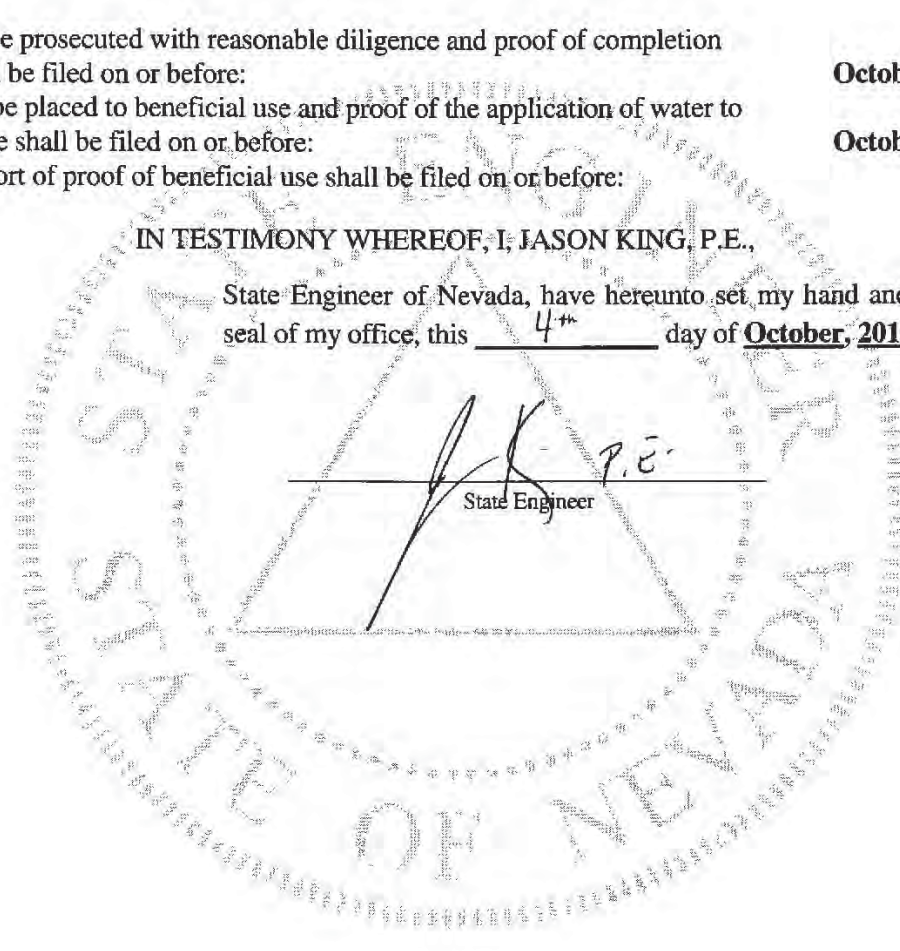 e prosecuted with reasonable diligence and proof of completion
be filed on or before: Octob
be placed to beneficial use and proof of the application of water to
e shall be filed on or before: Octob
ort of proof of beneficial use shall be filed on or before:
IN TESTIMONY WHEREOF, I, JASON KING, P.E.,
State Engineer of Nevada, have hereunto set my hand and
seal of my office, this 4th day of October, 201
P.E.
State Engineer
STATE ENGINEER
STATE OF NEVADA